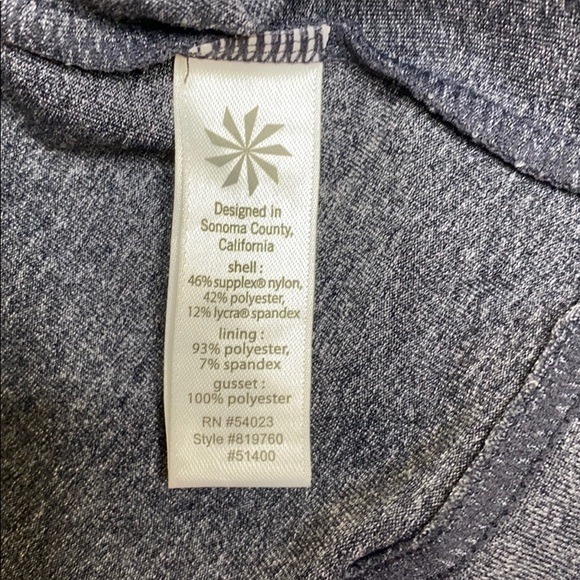 Designed in
Sonoma County,
California
shell :
46% supplex® nylon,
42% polyester,
12% lycra® spandex
lining :
93% polyester,
7% spandex
gusset :
100% polyester
RN #54023
Style #819760
#51400